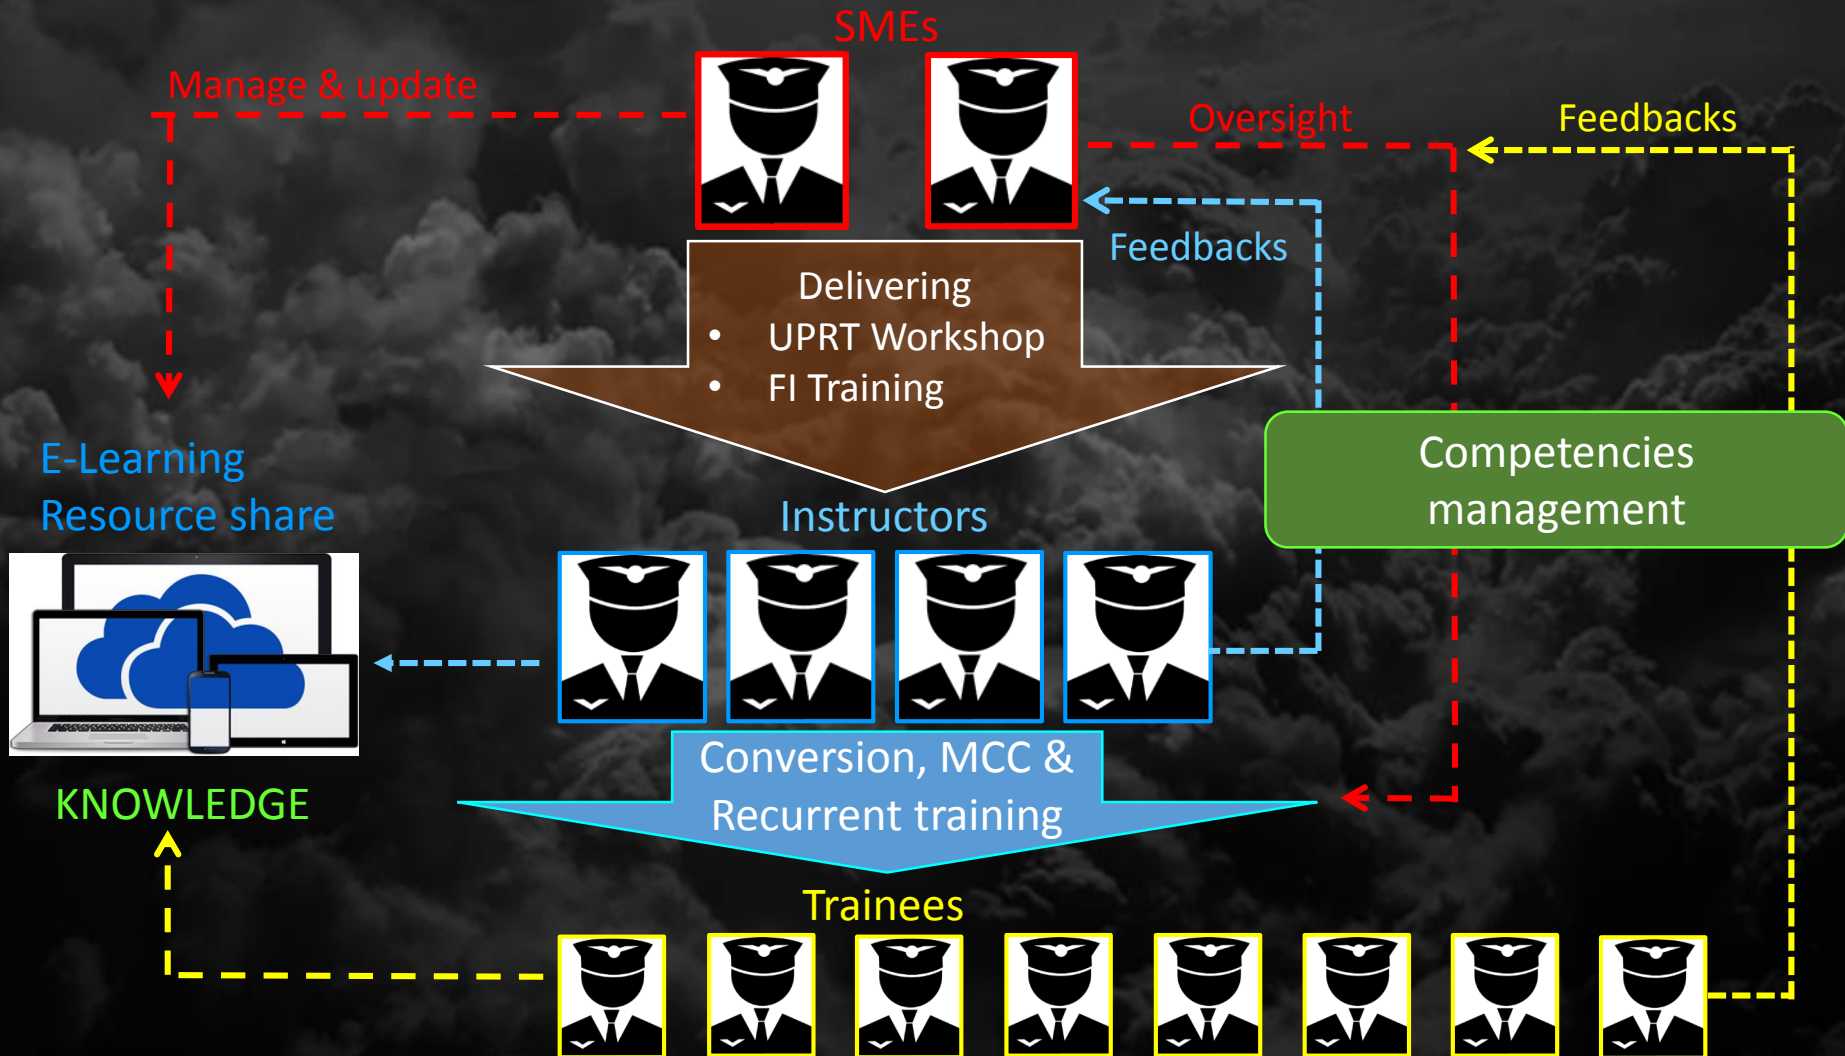 SMEs
Manage & update
Oversight
Feedbacks
Feedbacks
Delivering
• UPRT Workshop
• FI Training
E-Learning
Resource share
Competencies
management
Instructors
KNOWLEDGE
Conversion, MCC &
Recurrent training
Trainees